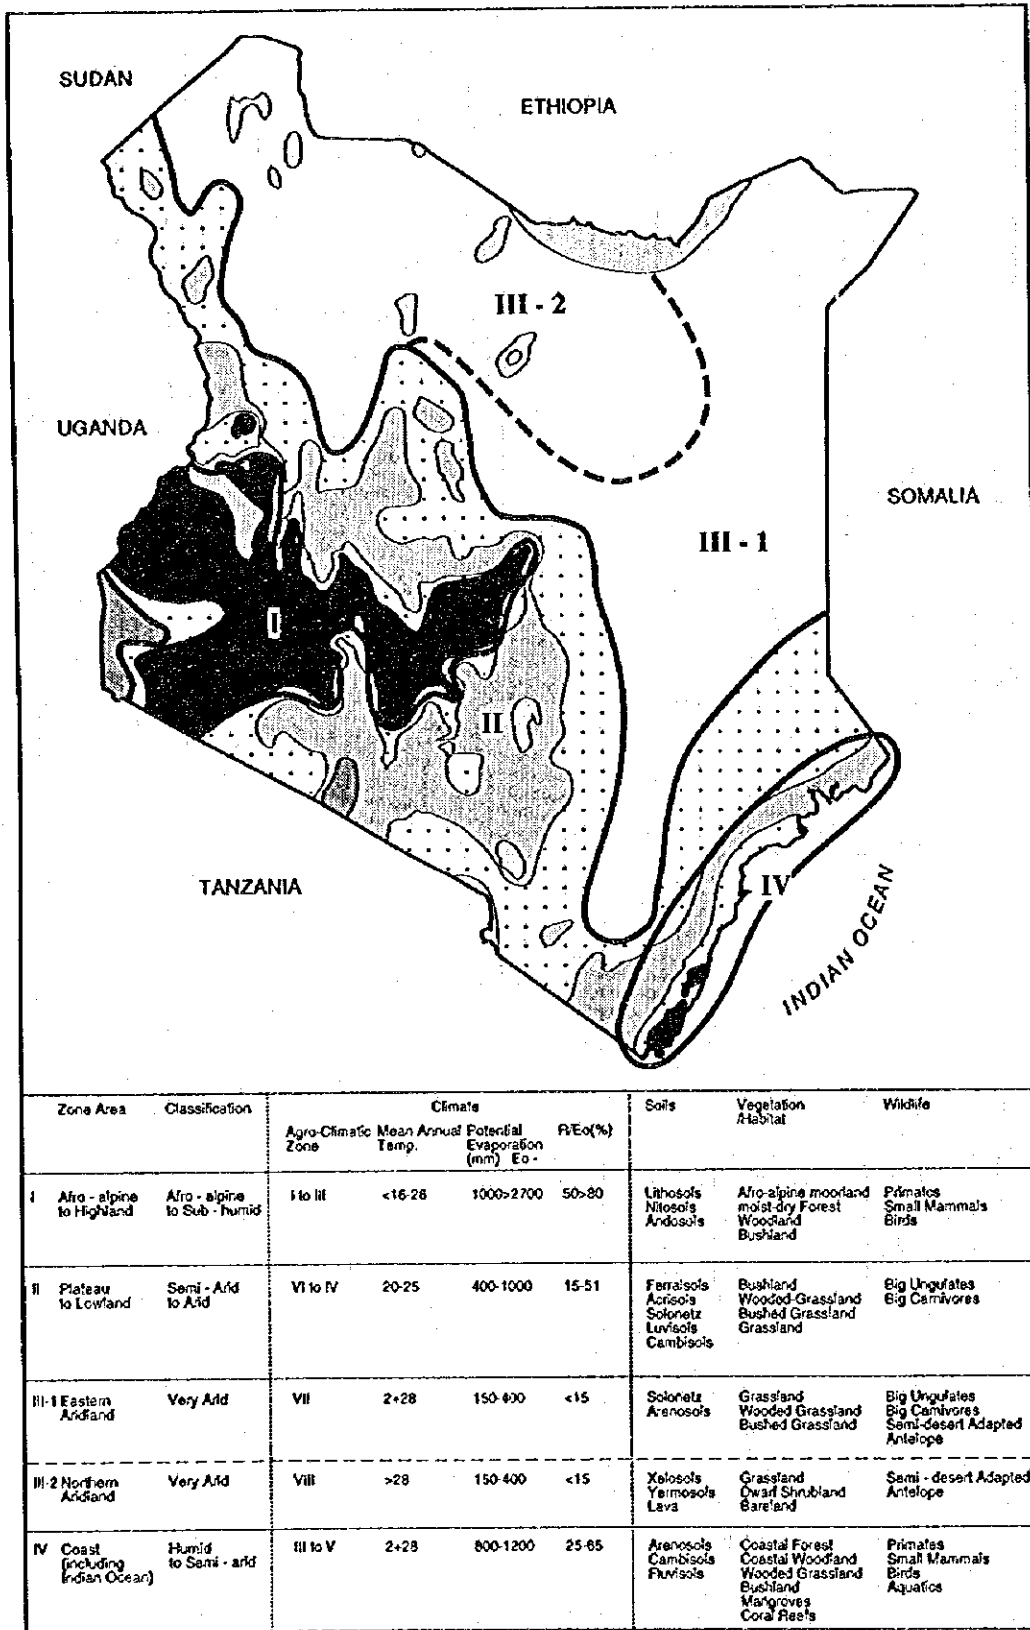 SUDAN
ETHIOPIA
III - 2
UGANDA
SOMALIA
III - 1
I
II
TANZANIA
IV
INDIAN OCEAN
Zone Area Classification Climate Soils Vegetation Wildlife
/Habitat
Agro-Climatic Mean Annual Potential R/Eo(%)
Zone Temp. Evaporation
(mm) Eo -
I Afro - alpine Afro - alpine I to III <16-28 1000>2700 50>80 Lithosols Afro-alpine moorland Primates
to Highland to Sub - humid Nitosols moist-dry Forest Small Mammals
Andosols Woodland Birds
Bushland
II Plateau Semi - Arid VI to IV 20-25 400-1000 15-51 Ferralsols Bushland Big Ungulates
to Lowland to Arid Acrisols Wooded-Grassland Big Carnivores
Solonetz Bushed Grassland
Luvisols Grassland
Cambisols
III-1 Eastern Very Arid VII 2+28 150-400 <15 Solonetz Grassland Big Ungulates
Aridland Arenosols Wooded Grassland Big Carnivores
Bushed Grassland Semi-desert Adapted
Antelope
III-2 Northern Very Arid VIII >28 150-400 <15 Xelosols Grassland Semi - desert Adapted
Aridland Yermosols Dwarf Shrubland Antelope
Lava Bareland
IV Coast Humid III to V 2+28 800-1200 25-65 Arenosols Coastal Forest Primates
(including to Semi - arid Cambisols Coastal Woodland Small Mammals
Indian Ocean) Fluvisols Wooded Grassland Birds
Bushland Aquatics
Mangroves
Coral Reefs